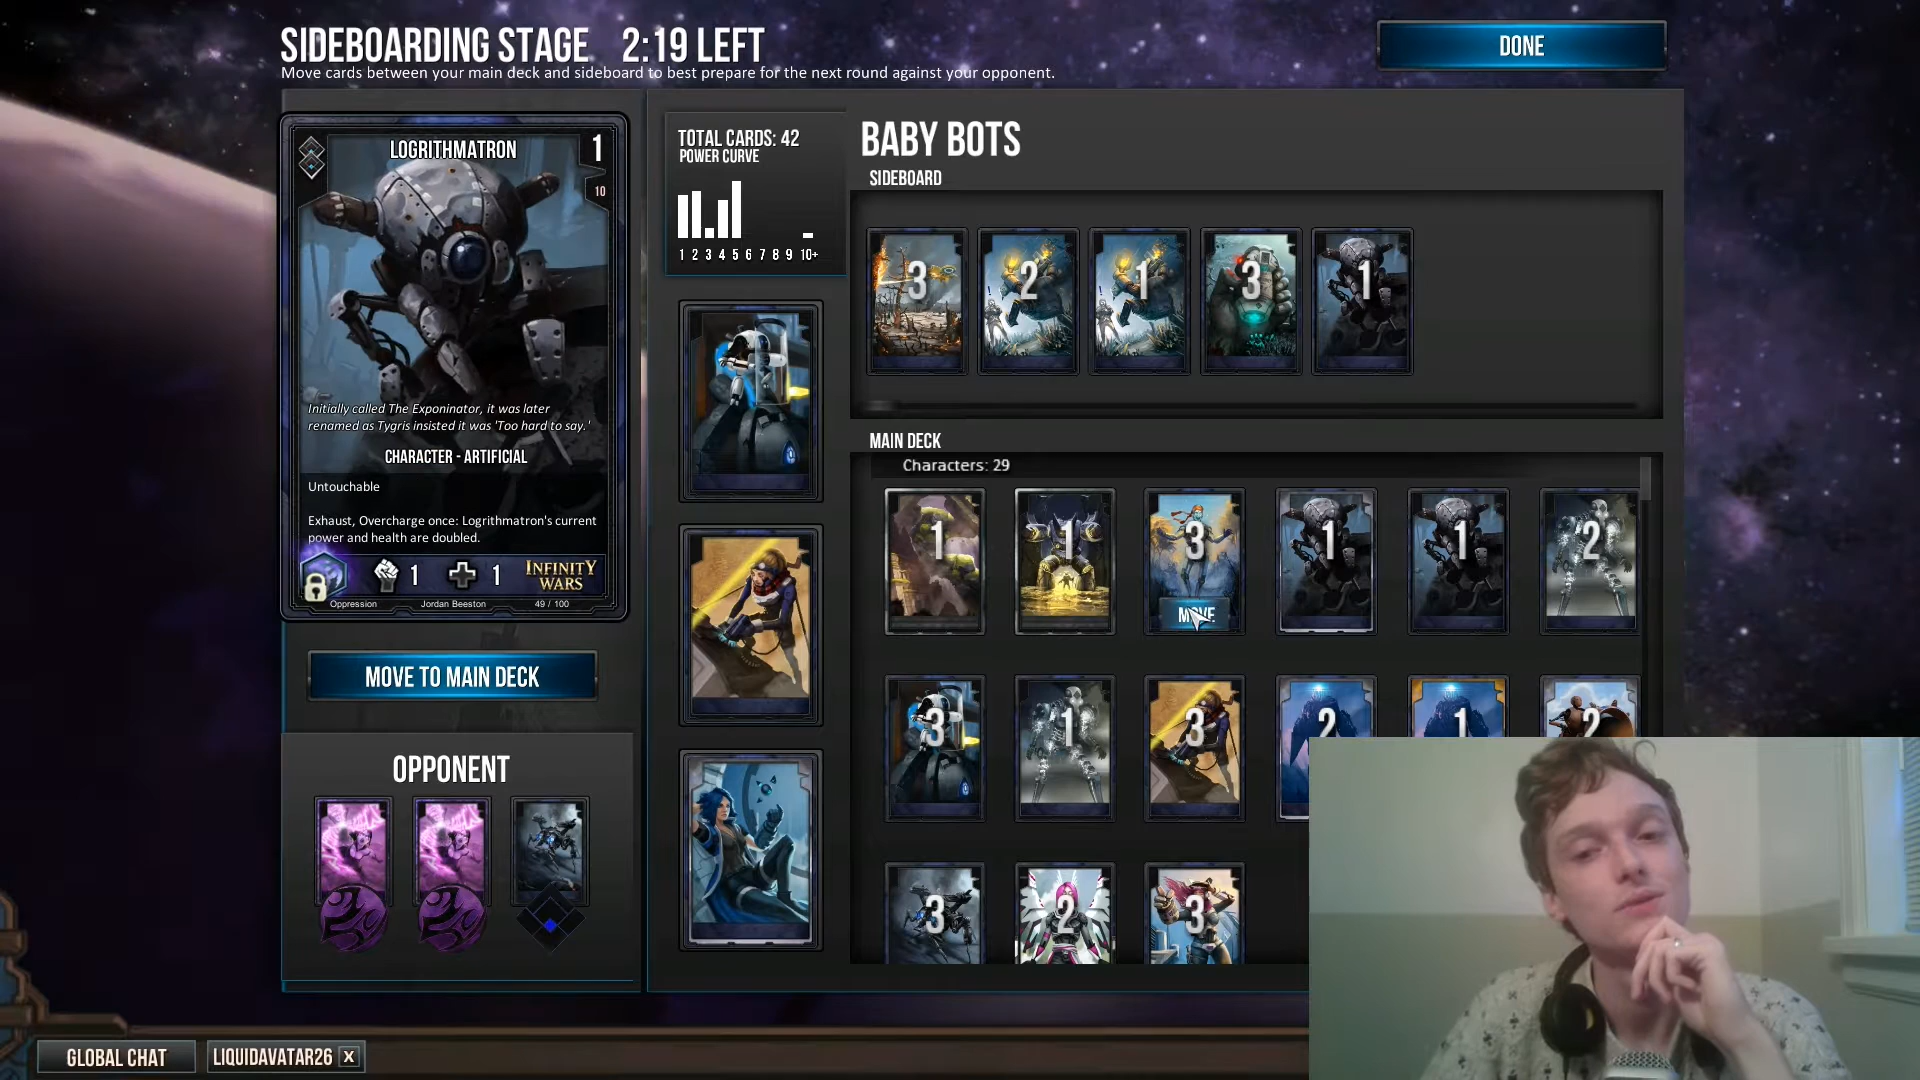 SIDEBOARDING STAGE 2:19 LEFT
Move cards between your main deck and sideboard to best prepare for the next round against your opponent.
DONE
LOGRITHMATRON
1
10
Initially called The Exponinator, it was later
renamed as Tygris insisted it was 'Too hard to say.'
CHARACTER - ARTIFICIAL
Untouchable
Exhaust, Overcharge once: Logrithmatron's current
power and health are doubled.
1 1 INFINITY WARS
Oppression Jordan Beeston 49 / 100
MOVE TO MAIN DECK
OPPONENT
TOTAL CARDS: 42
POWER CURVE
1 2 3 4 5 6 7 8 9 10+
BABY BOTS
SIDEBOARD
3 2 1 3 1
MAIN DECK
Characters: 29
1 1 3 1 1 2
MOVE
3 1 3 2 1 2
3 2 3
GLOBAL CHAT
LIQUIDAVATAR26 X